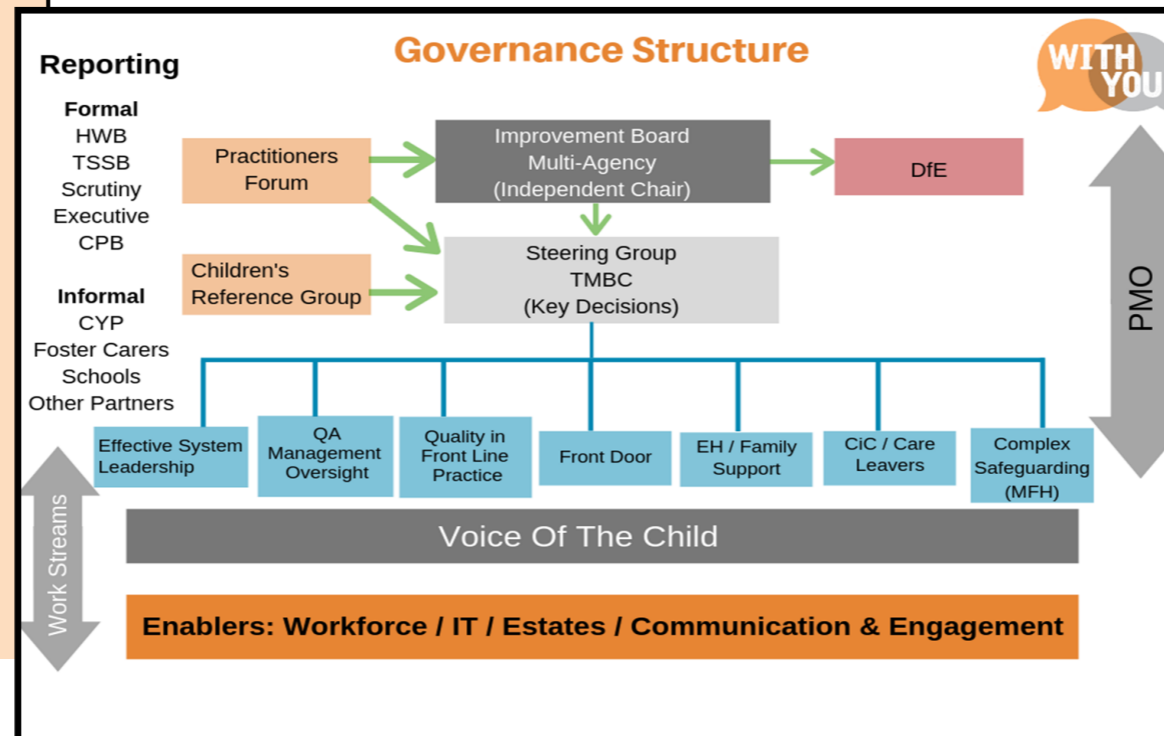 Governance Structure
WITH
YOU
Reporting
Formal
HWB
TSSB
Scrutiny
Executive
CPB
Informal
CYP
Foster Carers
Schools
Other Partners
Practitioners
Forum
Improvement Board
Multi-Agency
(Independent Chair)
DfE
Children's
Reference Group
Steering Group
TMBC
(Key Decisions)
PMO
Effective System
Leadership
QA
Management
Oversight
Quality in
Front Line
Practice
Front Door
EH / Family
Support
CiC / Care
Leavers
Complex
Safeguarding
(MFH)
Work Streams
Voice Of The Child
Enablers: Workforce / IT / Estates / Communication & Engagement